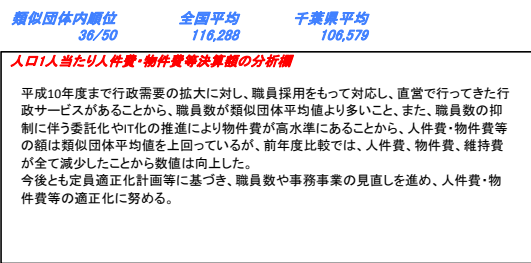 類似団体内順位 全国平均 千葉県平均
36/50 116,288 106,579
人口1人当たり人件費・物件費等決算額の分析欄
平成10年度まで行政需要の拡大に対し、職員採用をもって対応し、直営で行ってきた行
政サービスがあることから、職員数が類似団体平均値より多いこと、また、職員数の抑
制に伴う委託化やIT化の推進により物件費が高水準にあることから、人件費・物件費等
の額は類似団体平均値を上回っているが、前年度比較では、人件費、物件費、維持費
が全て減少したことから数値は向上した。
今後とも定員適正化計画等に基づき、職員数や事務事業の見直しを進め、人件費・物
件費等の適正化に努める。